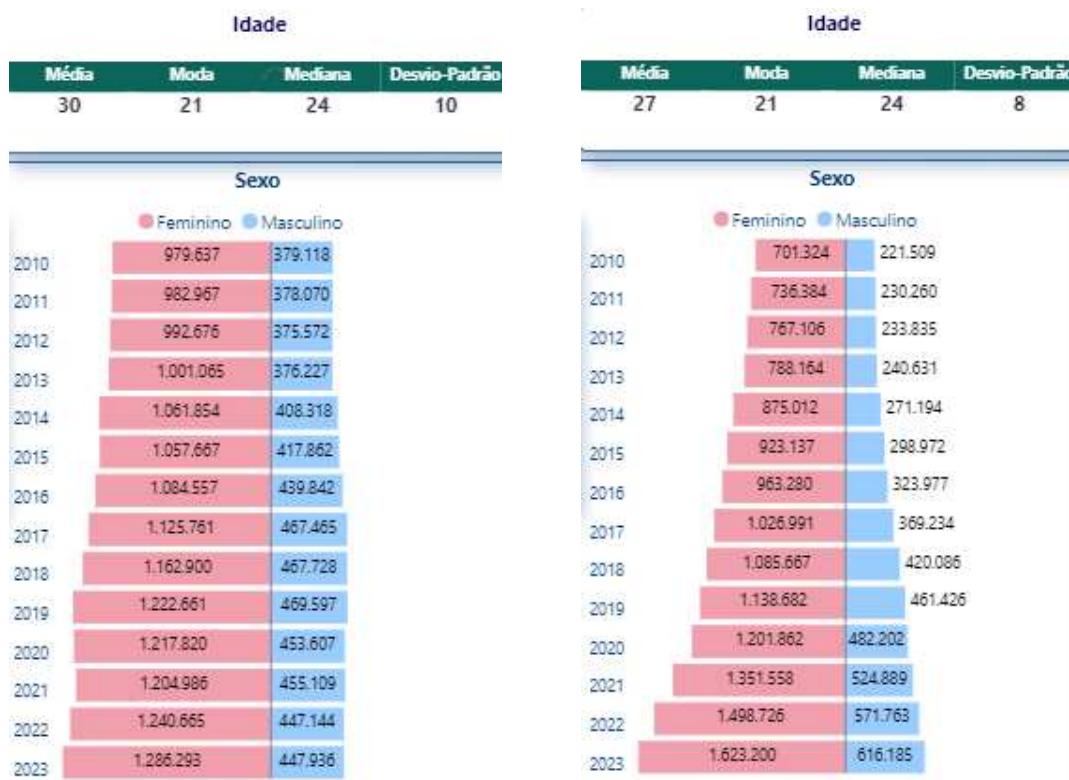 Idade
Média Moda Mediana Desvio-Padrão
30 21 24 10
Sexo
Feminino Masculino
2010 979.637 379.118
2011 982.967 378.070
2012 992.676 375.572
2013 1.001.065 376.227
2014 1.061.854 408.318
2015 1.057.667 417.862
2016 1.084.557 439.842
2017 1.125.761 467.465
2018 1.162.900 467.728
2019 1.222.661 469.597
2020 1.217.820 453.607
2021 1.204.986 455.109
2022 1.240.665 447.144
2023 1.286.293 447.936
Idade
Média Moda Mediana Desvio-Padrão
27 21 24 8
Sexo
Feminino Masculino
2010 701.324 221.509
2011 736.384 230.260
2012 767.106 233.835
2013 788.164 240.631
2014 875.012 271.194
2015 923.137 298.972
2016 963.280 323.977
2017 1.026.991 369.234
2018 1.085.667 420.086
2019 1.138.682 461.426
2020 1.201.862 482.202
2021 1.351.558 524.889
2022 1.498.726 571.763
2023 1.623.200 616.185